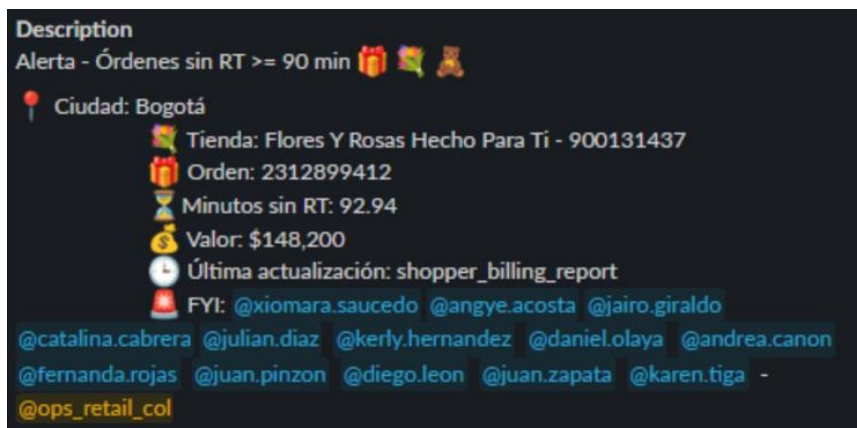 Description
Alerta - Órdenes sin RT >= 90 min 🎁 💐 🧸
📍 Ciudad: Bogotá
💐 Tienda: Flores Y Rosas Hecho Para Ti - 900131437
🎁 Orden: 2312899412
⏳ Minutos sin RT: 92.94
💰 Valor: $148,200
🕒 Última actualización: shopper_billing_report
🚨 FYI: @xiomara.saucedo @angye.acosta @jairo.giraldo
@catalina.cabrera @julian.diaz @kerly.hernandez @daniel.olaya @andrea.canon
@fernanda.rojas @juan.pinzon @diego.leon @juan.zapata @karen.tiga -
@ops_retail_col